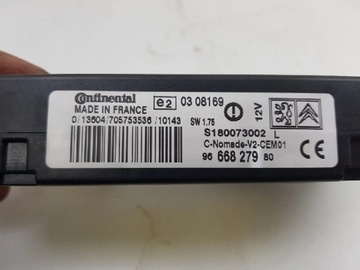 Continental
MADE IN FRANCE
e2
03 08169
12V
0/13604/705753536/10143
SW 1.75
S180073002 L
C-Nomade-V2-CEM01
96 668 279 80
CE